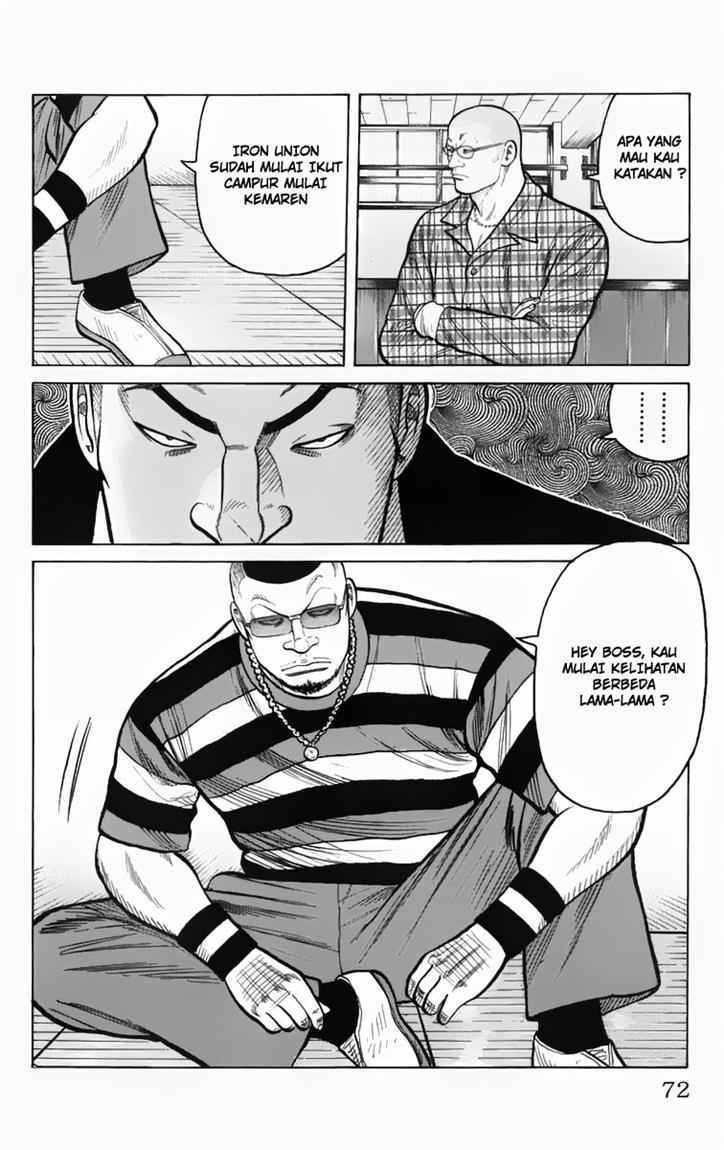 APA YANG
MAU KAU
KATAKAN ?
IRON UNION
SUDAH MULAI IKUT
CAMPUR MULAI
KEMAREN
......
......
HEY BOSS, KAU
MULAI KELIHATAN
BERBEDA
LAMA-LAMA ?
72